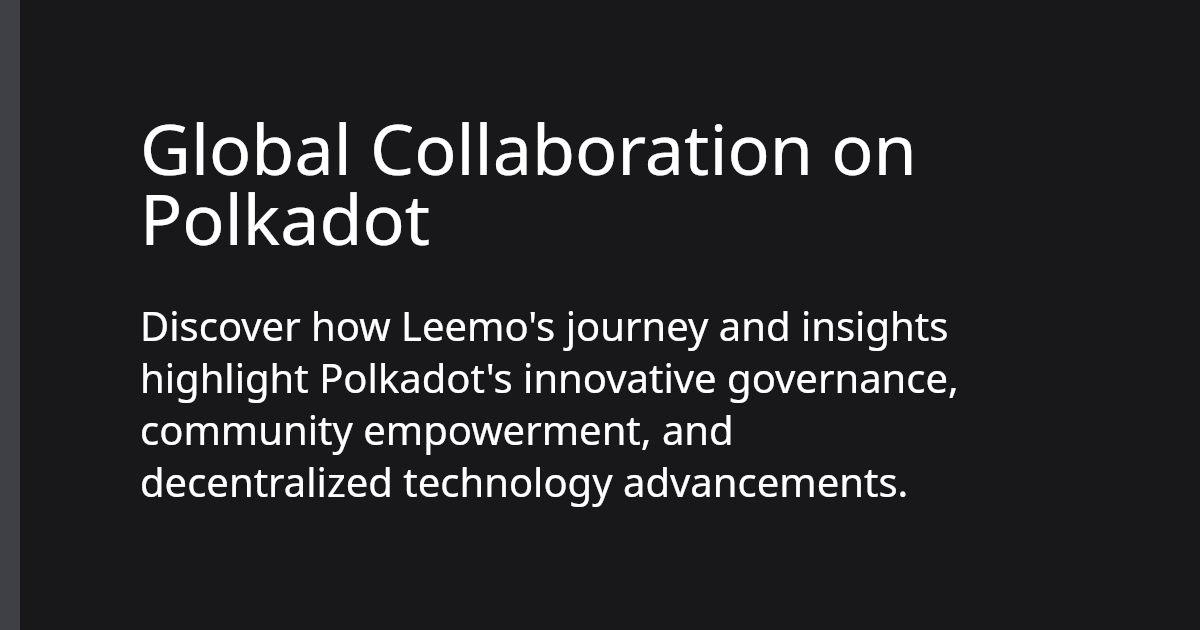 Global Collaboration on
Polkadot
Discover how Leemo's journey and insights
highlight Polkadot's innovative governance,
community empowerment, and
decentralized technology advancements.